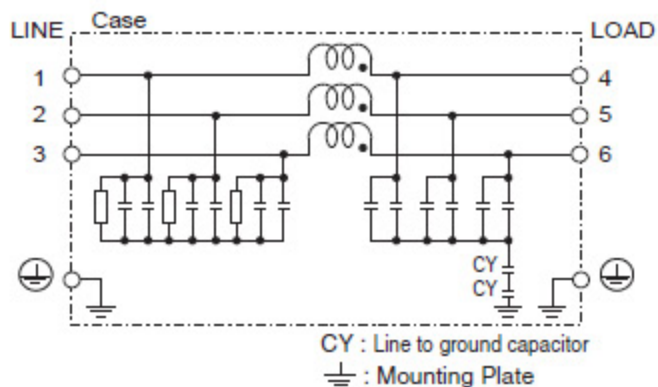 Case
LINE LOAD
1 4
2 5
3 6
CY
CY
CY : Line to ground capacitor
: Mounting Plate